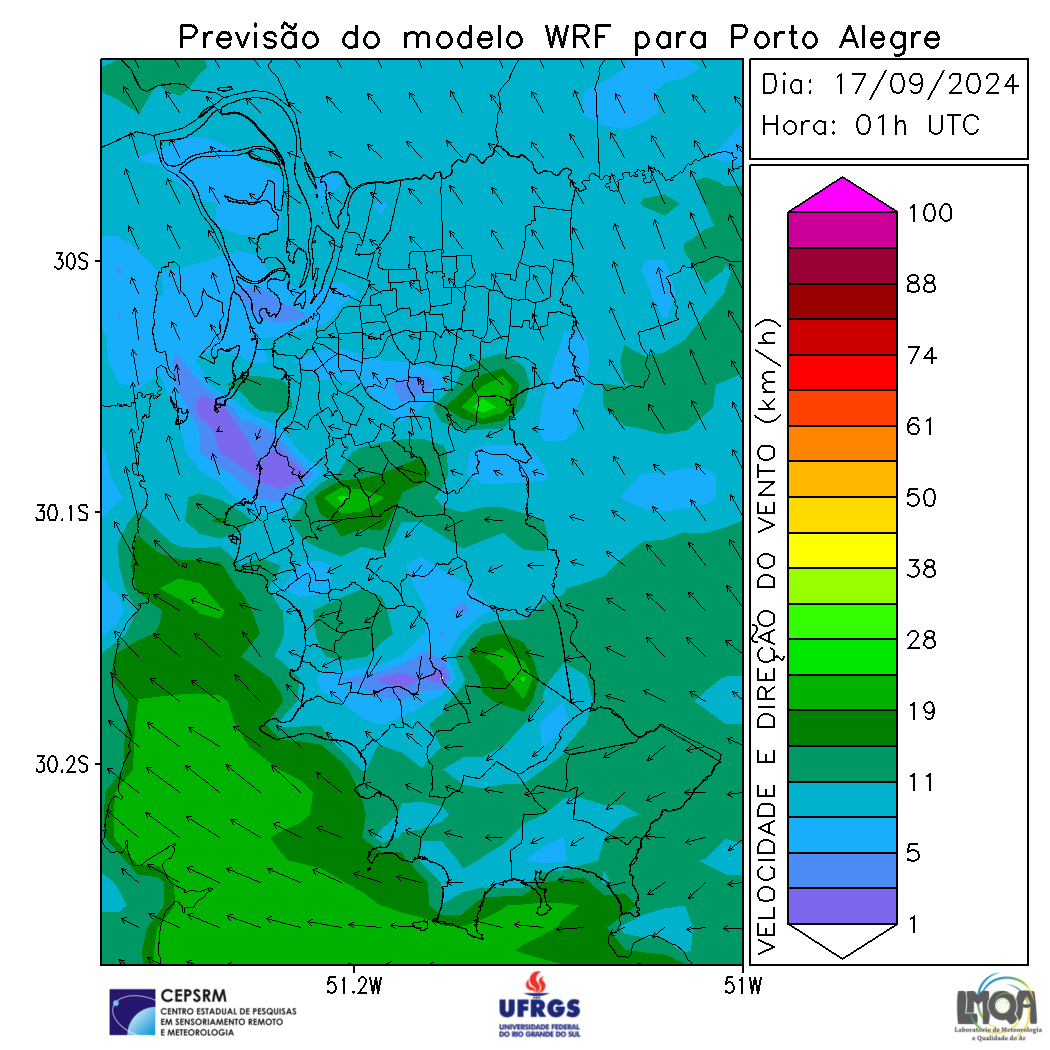 Previsão do modelo WRF para Porto Alegre
Dia: 17/09/2024
Hora: 01h UTC
30S
30.1S
30.2S
51.2W
51W
VELOCIDADE E DIREÇÃO DO VENTO (km/h)
100
88
74
61
50
38
28
19
11
5
1
CEPSRM
CENTRO ESTADUAL DE PESQUISAS
EM SENSORIAMENTO REMOTO
E METEOROLOGIA
UFRGS
UNIVERSIDADE FEDERAL
DO RIO GRANDE DO SUL
LMQA
Laboratório de Meteorologia
e Qualidade do Ar